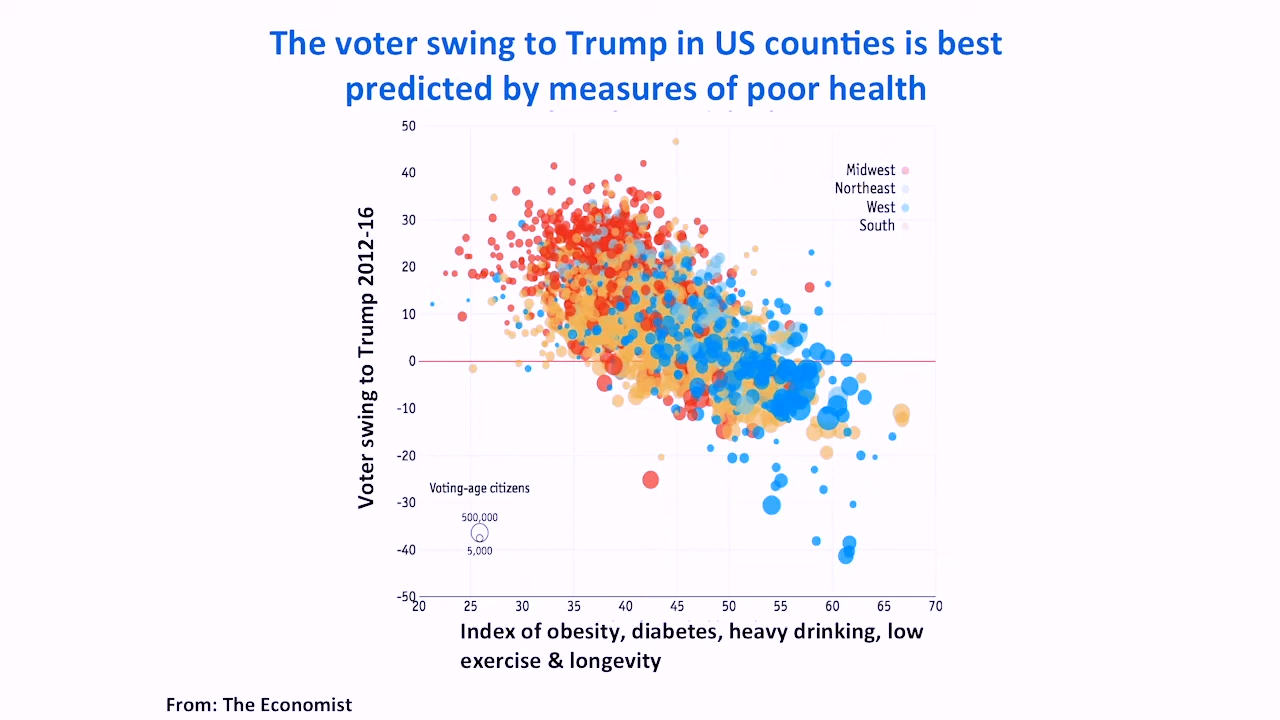 The voter swing to Trump in US counties is best
predicted by measures of poor health
50
40
30
20
10
0
-10
-20
-30
-40
-50
Voter swing to Trump 2012-16
Midwest
Northeast
West
South
Voting-age citizens
500,000
5,000
20 25 30 35 40 45 50 55 60 65 70
Index of obesity, diabetes, heavy drinking, low
exercise & longevity
From: The Economist